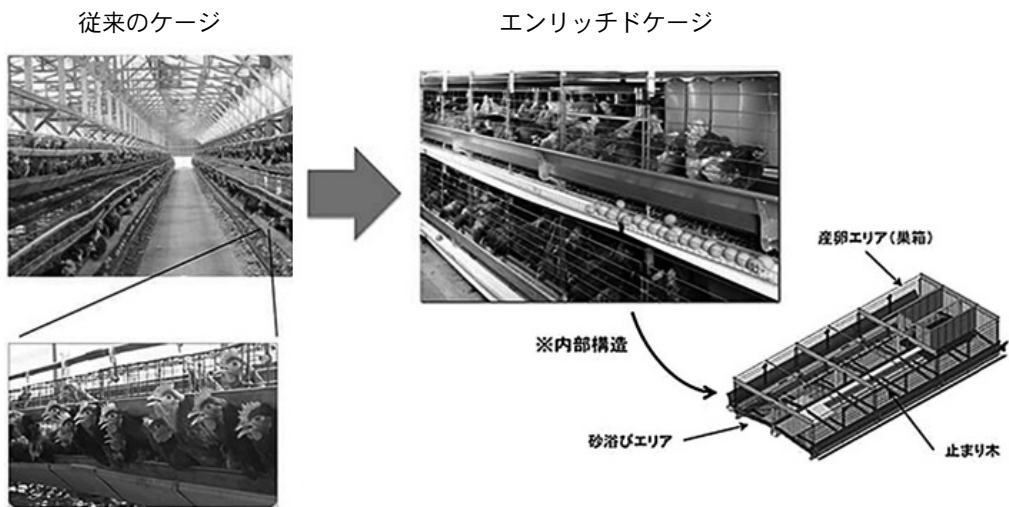 従来のケージ
エンリッチドケージ
産卵エリア(巣箱)
※内部構造
砂浴びエリア
止まり木